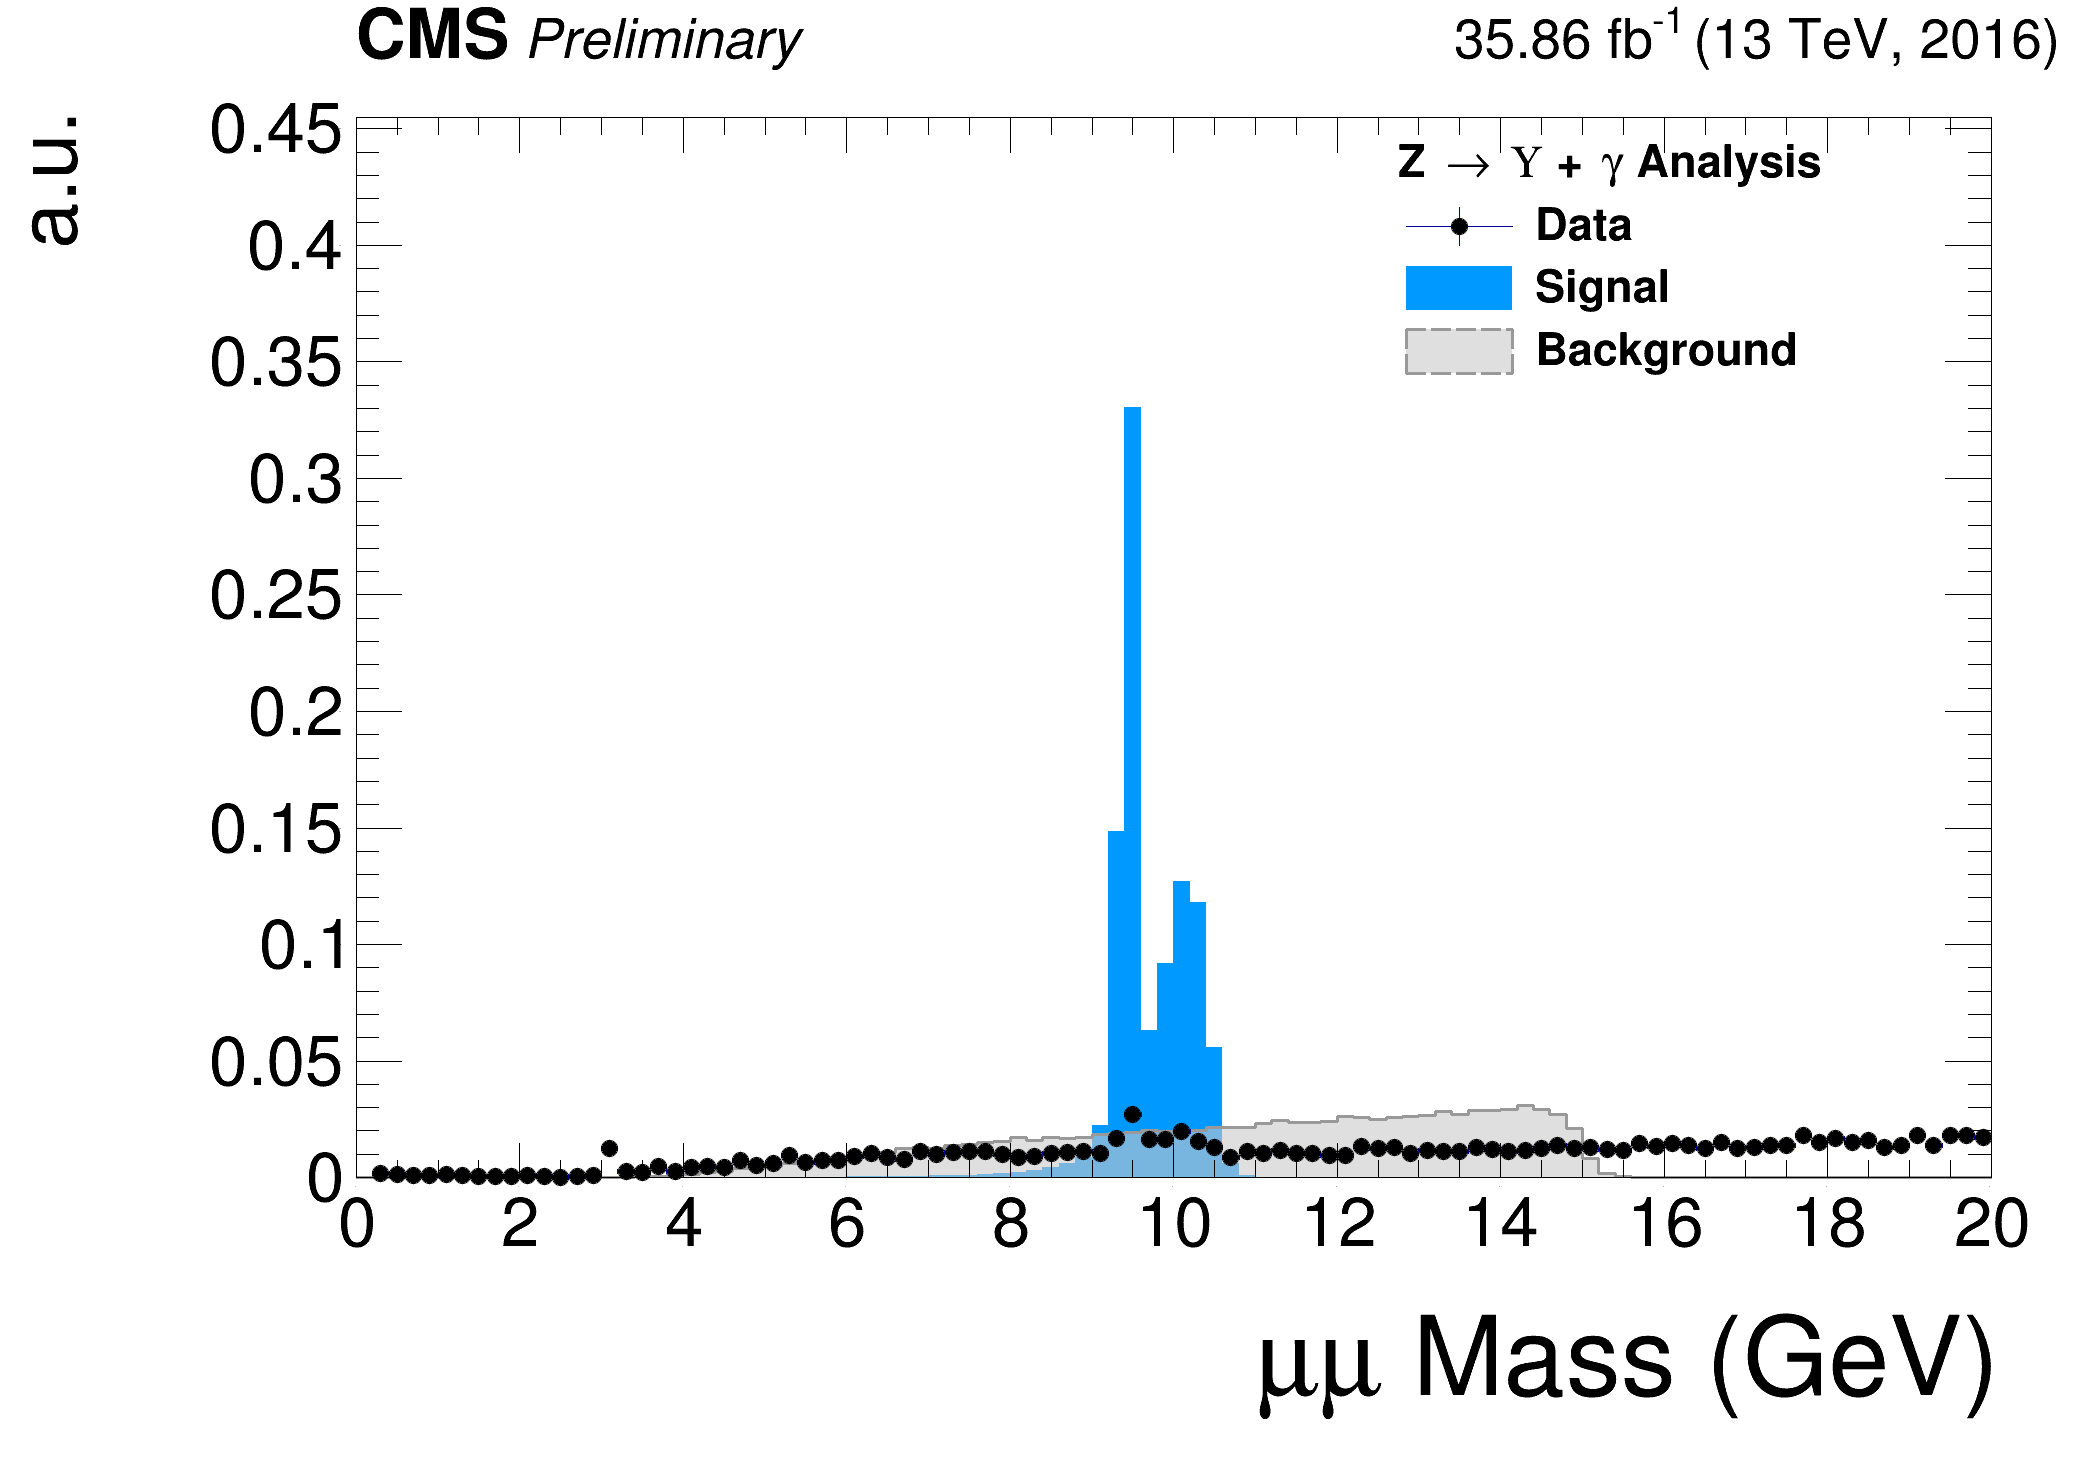 CMS Preliminary
35.86 fb⁻¹ (13 TeV, 2016)
a.u.
0.45
0.4
0.35
0.3
0.25
0.2
0.15
0.1
0.05
0
Z → ϒ + γ Analysis
Data
Signal
Background
0 2 4 6 8 10 12 14 16 18 20
μμ Mass (GeV)